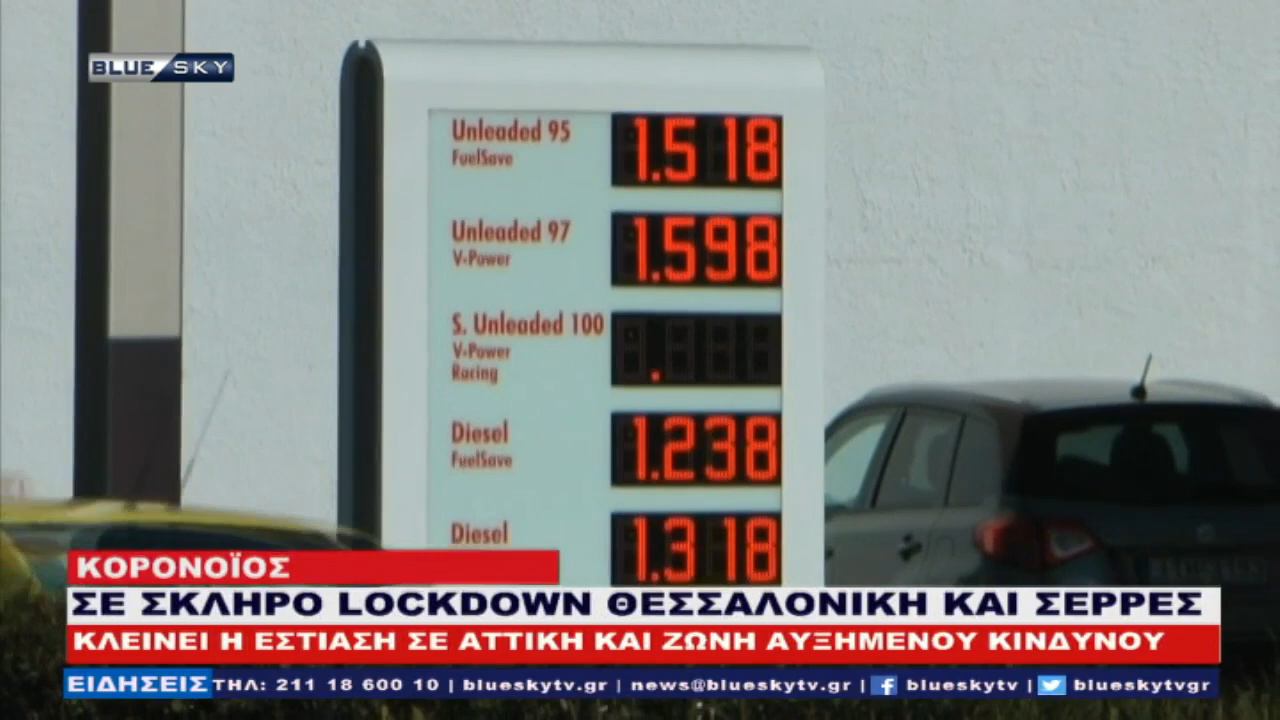 BLUE SKY
Unleaded 95
FuelSave
1.518
Unleaded 97
V-Power
1.598
S. Unleaded 100
V-Power
Racing
.
Diesel
FuelSave
1.238
Diesel
1.318
ΚΟΡΟΝΟΪΟΣ
ΣΕ ΣΚΛΗΡΟ LOCKDOWN ΘΕΣΣΑΛΟΝΙΚΗ ΚΑΙ ΣΕΡΡΕΣ
ΚΛΕΙΝΕΙ Η ΕΣΤΙΑΣΗ ΣΕ ΑΤΤΙΚΗ ΚΑΙ ΖΩΝΗ ΑΥΞΗΜΕΝΟΥ ΚΙΝΔΥΝΟΥ
ΕΙΔΗΣΕΙΣ ΤΗΛ: 211 18 600 10 | blueskytv.gr | news@blueskytv.gr | blueskytv | blueskytvgr